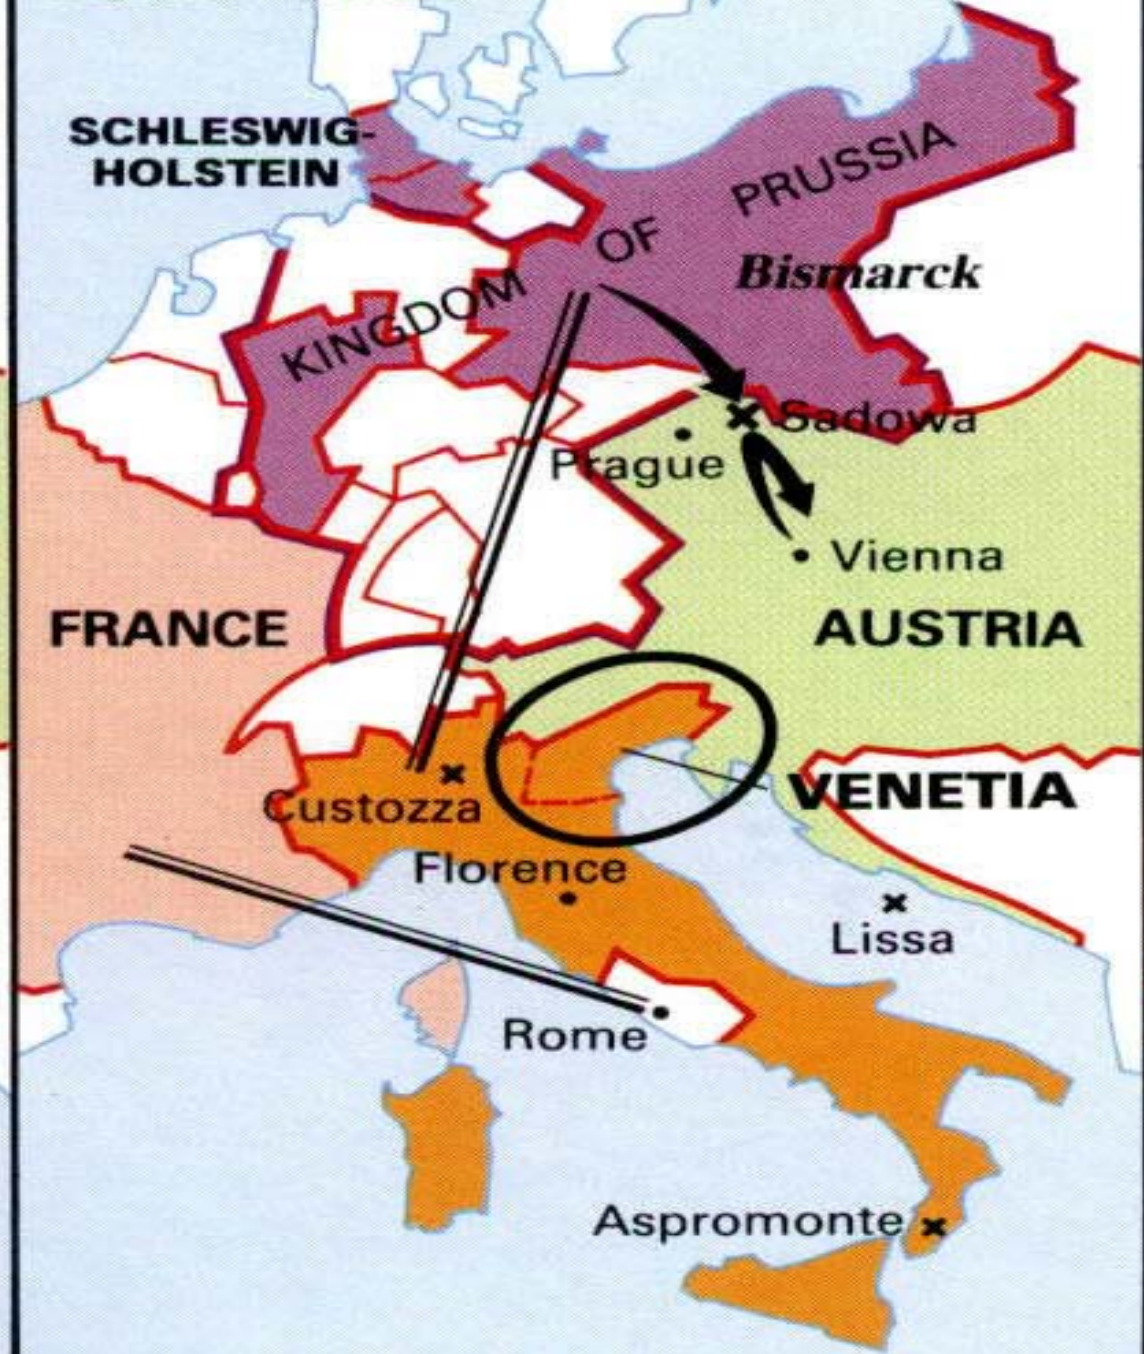 SCHLESWIG-
HOLSTEIN
KINGDOM OF PRUSSIA
Bismarck
Sadowa
Prague
Vienna
FRANCE
AUSTRIA
VENETIA
Custozza
Florence
Lissa
Rome
Aspromonte